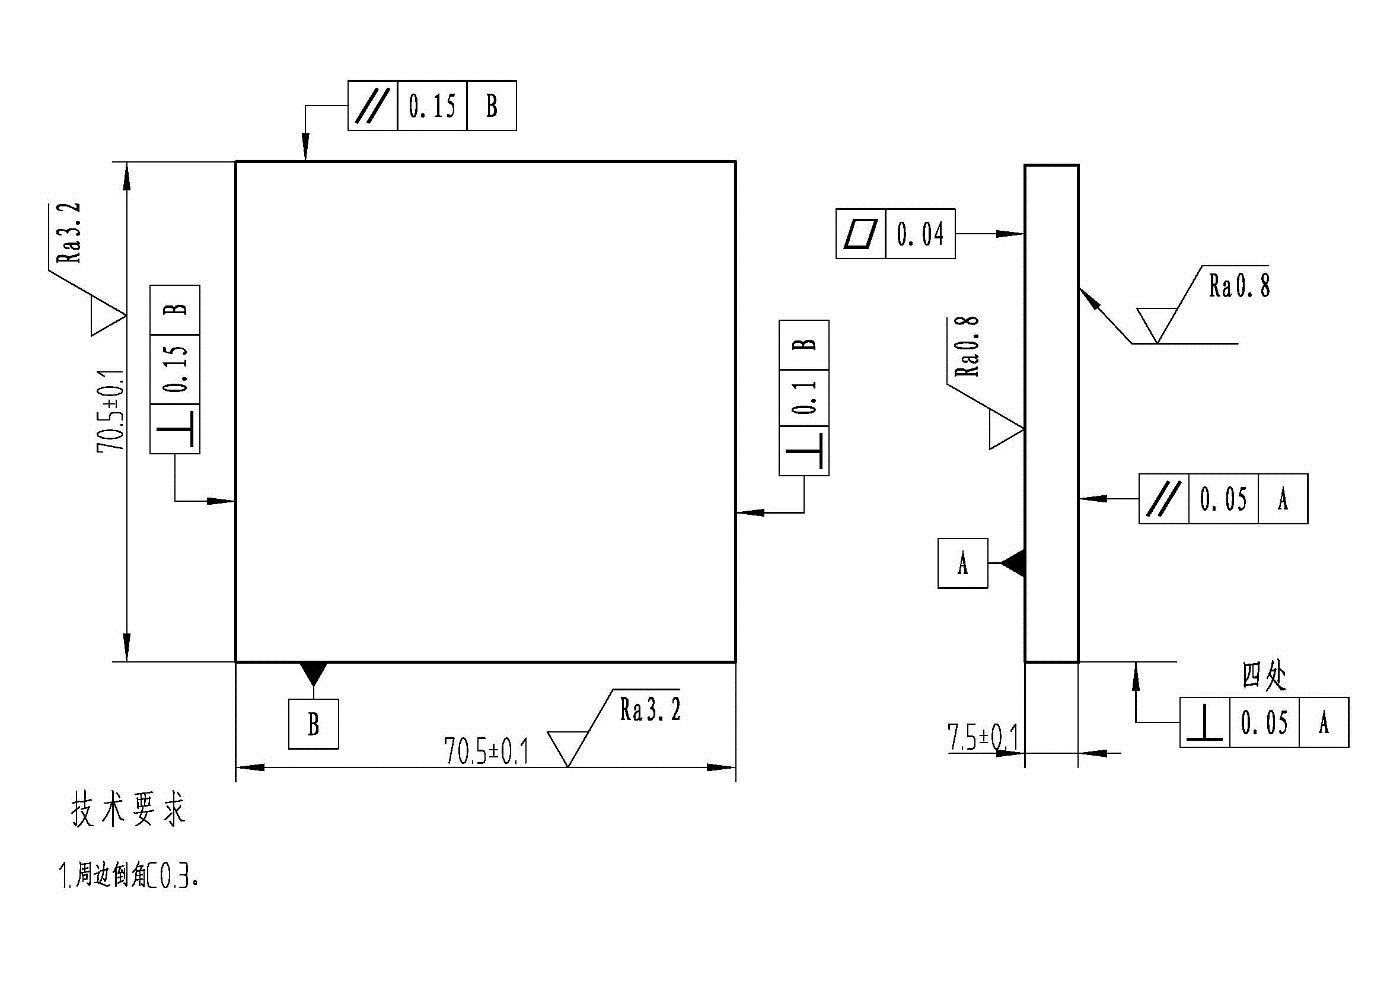 // 0.15 B
Ra3.2
70.5±0.1
⊥ 0.15 B
⊥ 0.1 B
B
Ra3.2
70.5±0.1
▱ 0.04
Ra0.8
Ra0.8
// 0.05 A
A
四处
⊥ 0.05 A
7.5±0.1
技术要求
1.周边倒角C0.3。